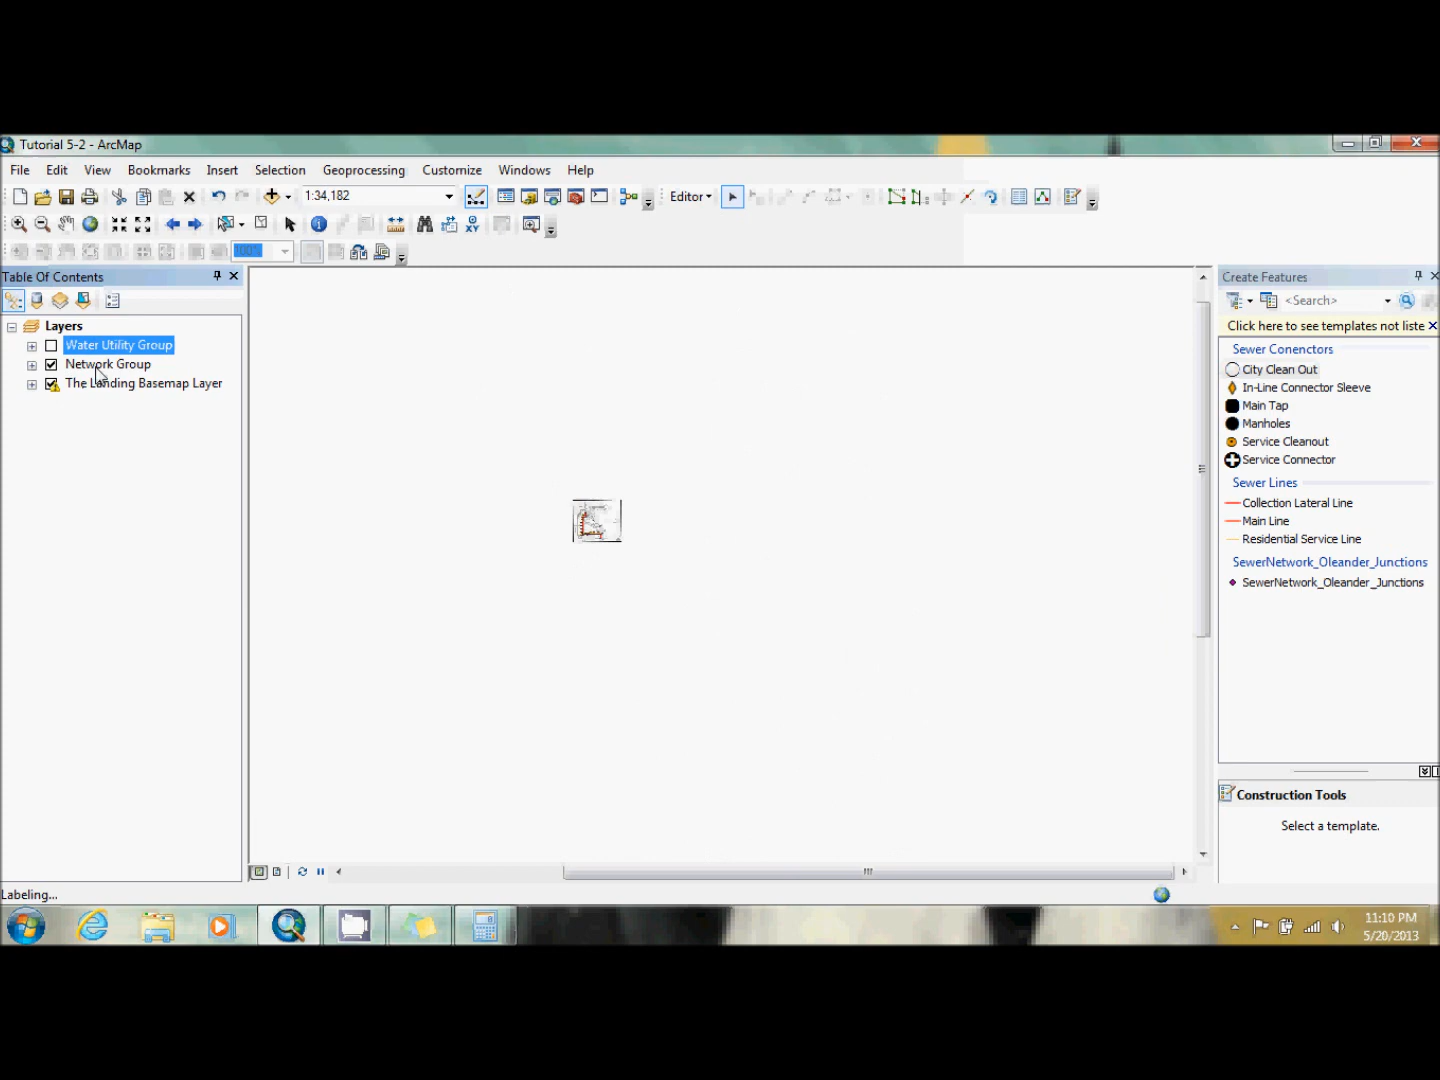 Tutorial 5-2 - ArcMap
File Edit View Bookmarks Insert Selection Geoprocessing Customize Windows Help
1:34,182
Editor
100%
Table Of Contents
Layers
Water Utility Group
Network Group
The Landing Basemap Layer
Create Features
<Search>
Click here to see templates not liste
Sewer Conenctors
City Clean Out
In-Line Connector Sleeve
Main Tap
Manholes
Service Cleanout
Service Connector
Sewer Lines
Collection Lateral Line
Main Line
Residential Service Line
SewerNetwork_Oleander_Junctions
SewerNetwork_Oleander_Junctions
Construction Tools
Select a template.
Labeling...
11:10 PM
5/20/2013